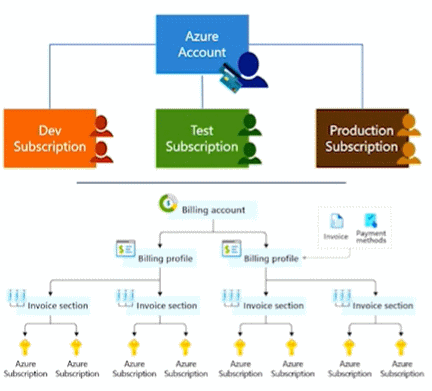 Azure
Account
Dev
Subscription
Test
Subscription
Production
Subscription
Billing account
Invoice
Payment
methods
Billing profile
Billing profile
Invoice section
Invoice section
Invoice section
Invoice section
Azure
Subscription
Azure
Subscription
Azure
Subscription
Azure
Subscription
Azure
Subscription
Azure
Subscription
Azure
Subscription
Azure
Subscription